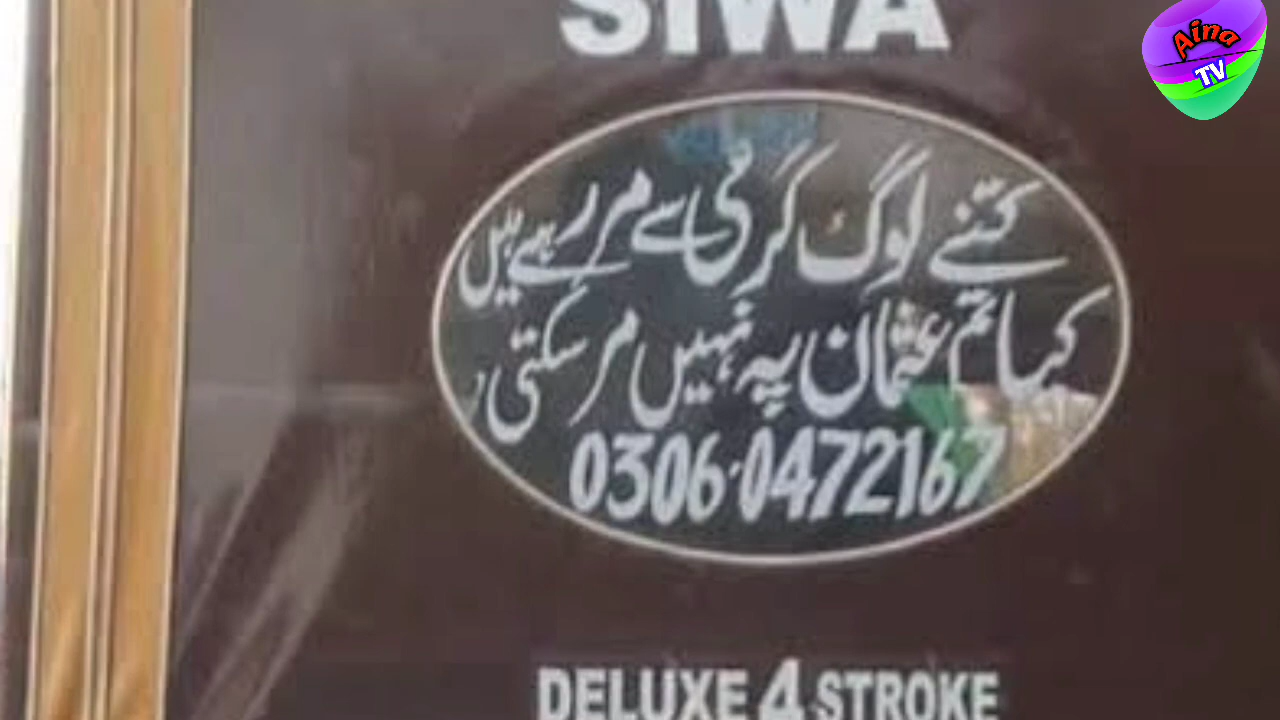 SIWA
Aina
TV
کتنے لوگ گرمی سے مر رہے ہیں
کیا تم عثمان پہ نہیں مر سکتی
0306-0472167
DELUXE 4 STROKE